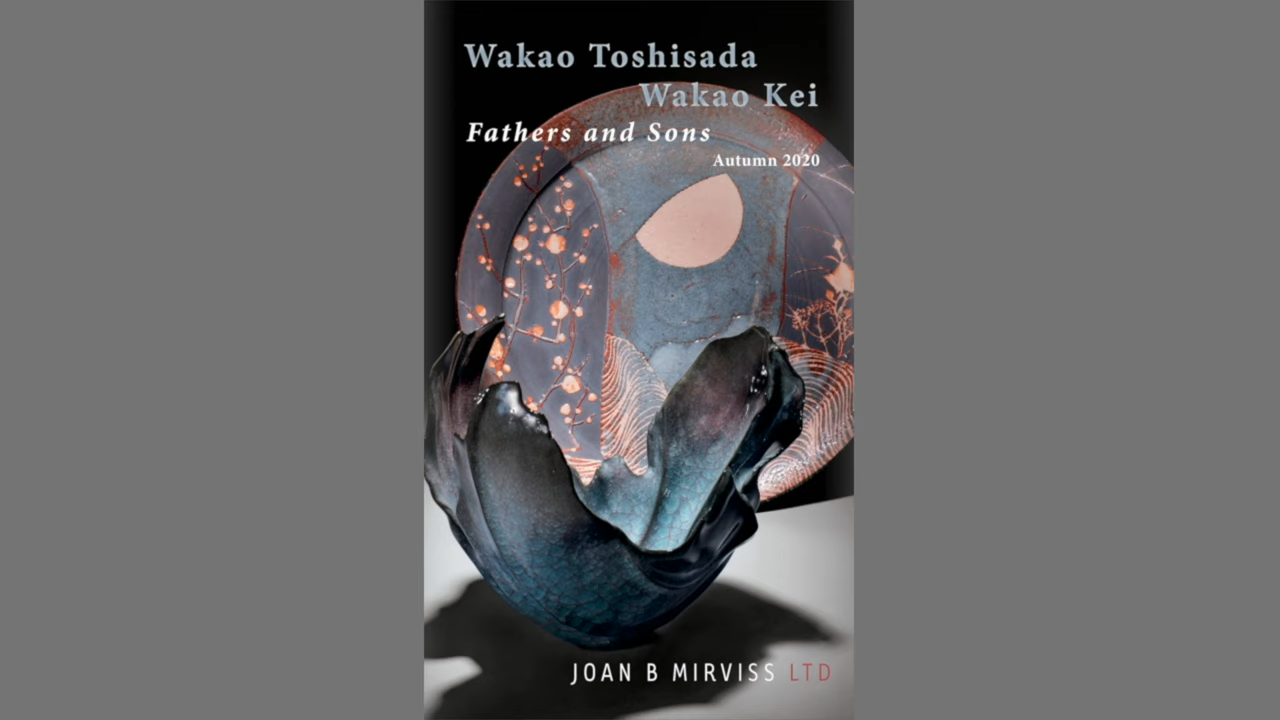 Wakao Toshisada
Wakao Kei
Fathers and Sons
Autumn 2020
JOAN B MIRVISS LTD